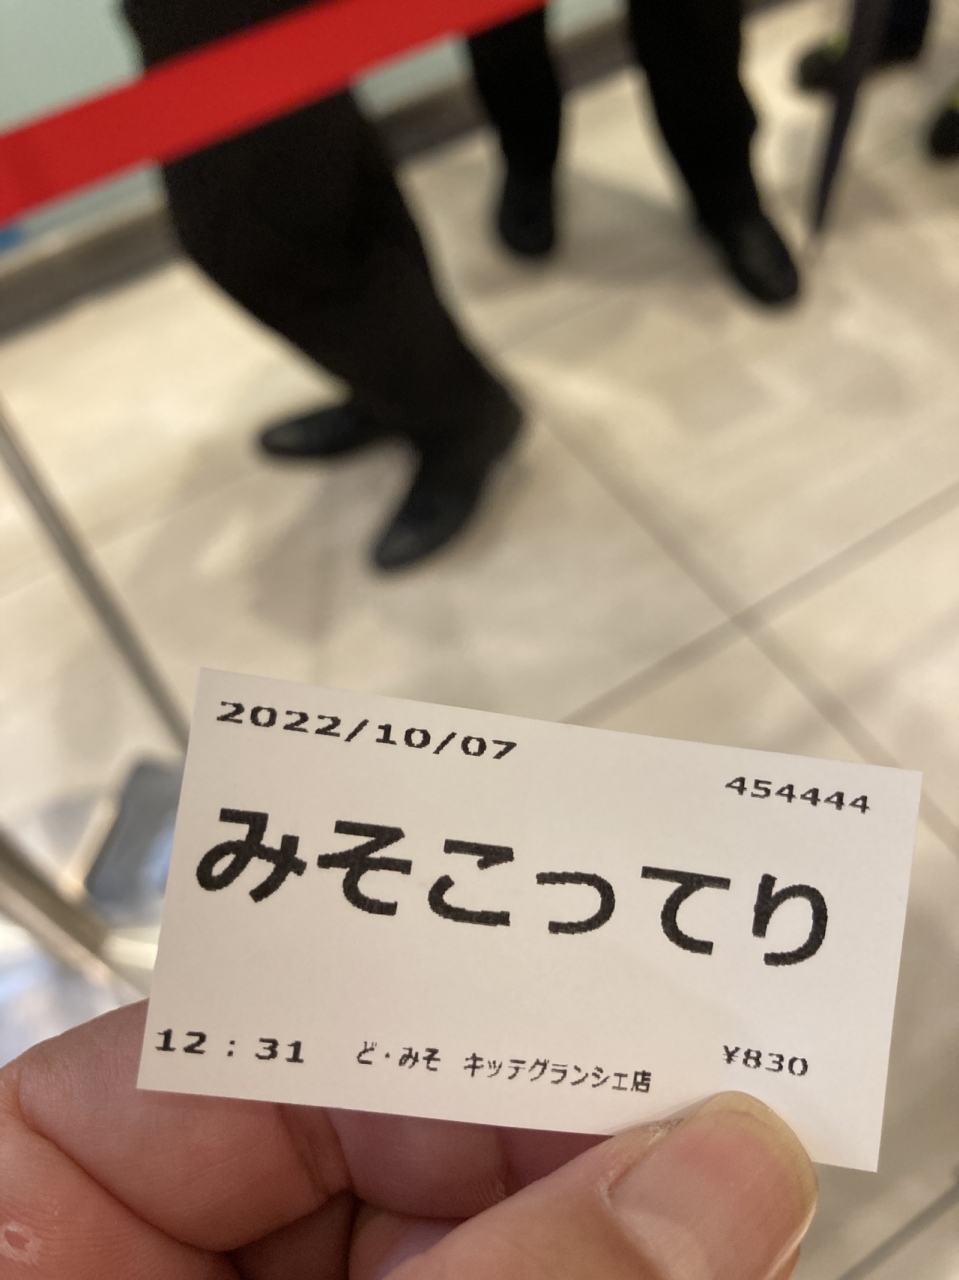 2022/10/07
454444
みそこってり
12：31 ど・みそ キッテグランシェ店 ¥830